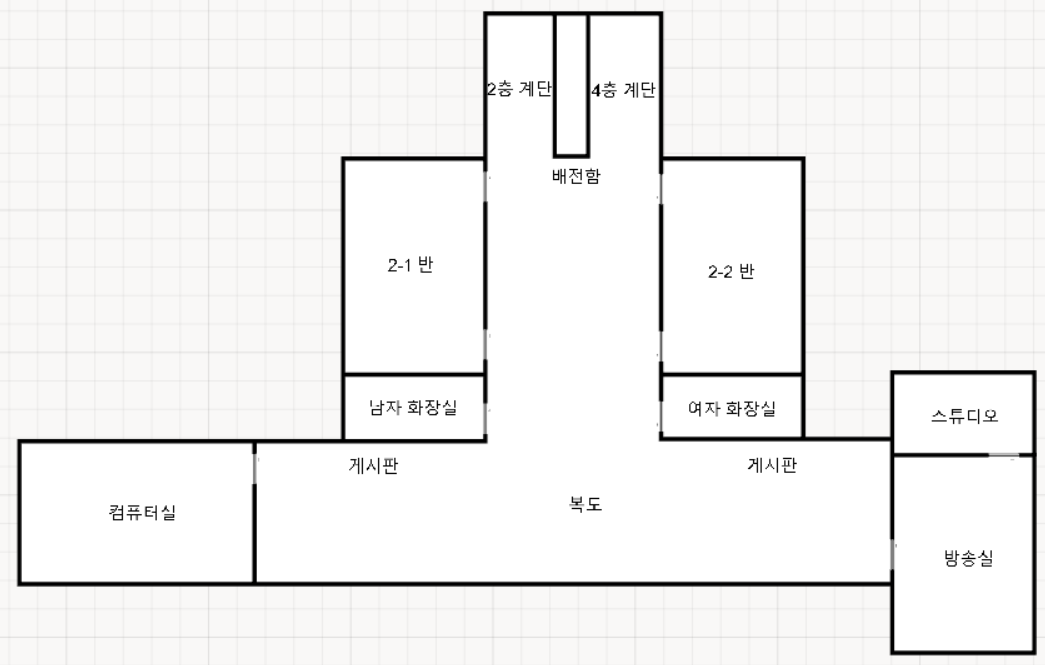 2층 계단
4층 계단
배전함
2-1 반
2-2 반
남자 화장실
여자 화장실
스튜디오
게시판
게시판
복도
컴퓨터실
방송실